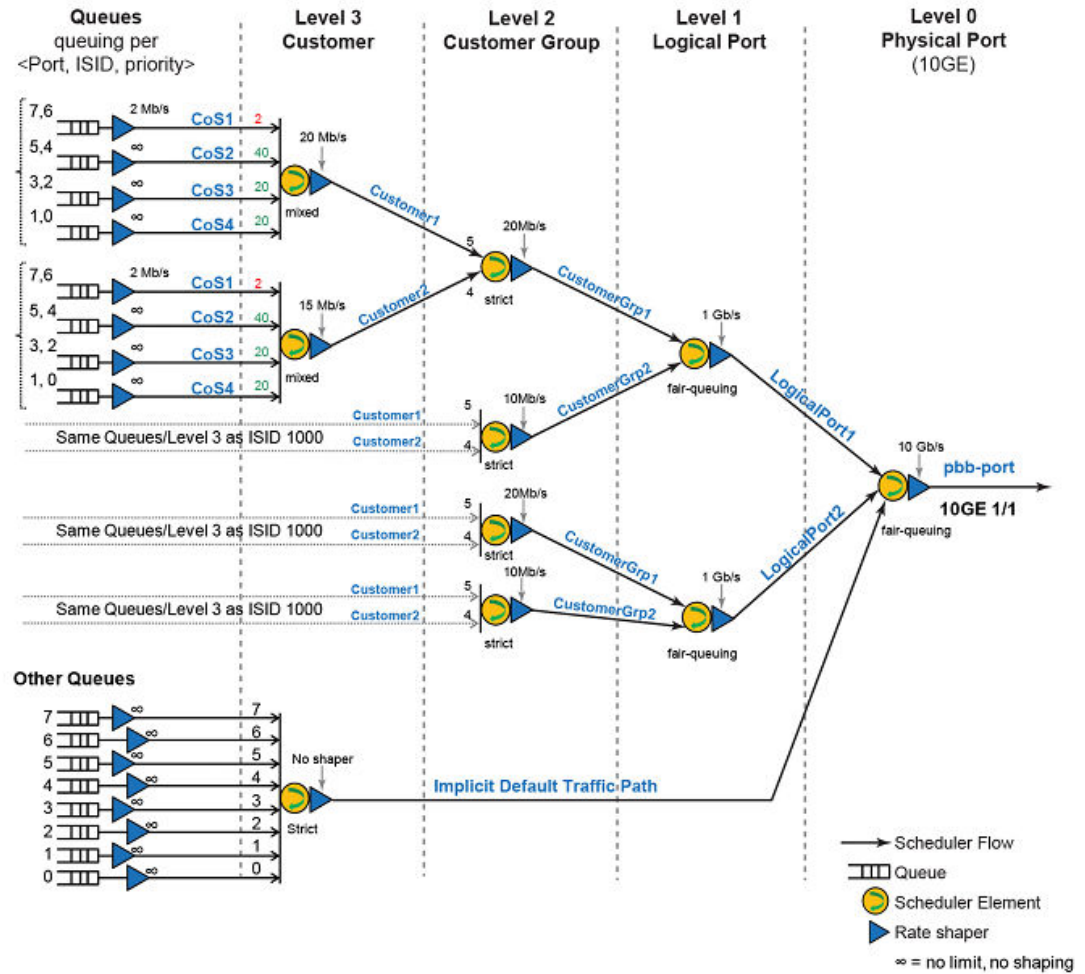 Queues
queuing per
<Port, ISID, priority>
Level 3
Customer
Level 2
Customer Group
Level 1
Logical Port
Level 0
Physical Port
(10GE)
7,6
2 Mb/s
CoS1
2
5,4
∞
CoS2
40
3,2
∞
CoS3
20
1,0
∞
CoS4
20
20 Mb/s
mixed
Customer1
7,6
2 Mb/s
CoS1
2
5, 4
∞
CoS2
40
3, 2
∞
CoS3
20
1, 0
∞
CoS4
20
15 Mb/s
mixed
Customer2
5
4
20Mb/s
strict
CustomerGrp1
1 Gb/s
fair-queuing
CustomerGrp2
LogicalPort1
Customer1
Same Queues/Level 3 as ISID 1000
Customer2
5
4
10Mb/s
strict
10 Gb/s
pbb-port
10GE 1/1
fair-queuing
Customer1
Same Queues/Level 3 as ISID 1000
Customer2
5
4
20Mb/s
strict
CustomerGrp1
LogicalPort2
Customer1
Same Queues/Level 3 as ISID 1000
Customer2
5
4
10Mb/s
strict
CustomerGrp2
1 Gb/s
fair-queuing
Other Queues
7
∞
7
6
∞
6
5
∞
5
4
∞
4
3
∞
3
2
∞
2
1
∞
1
0
∞
0
No shaper
Strict
Implicit Default Traffic Path
Scheduler Flow
Queue
Scheduler Element
Rate shaper
∞ = no limit, no shaping